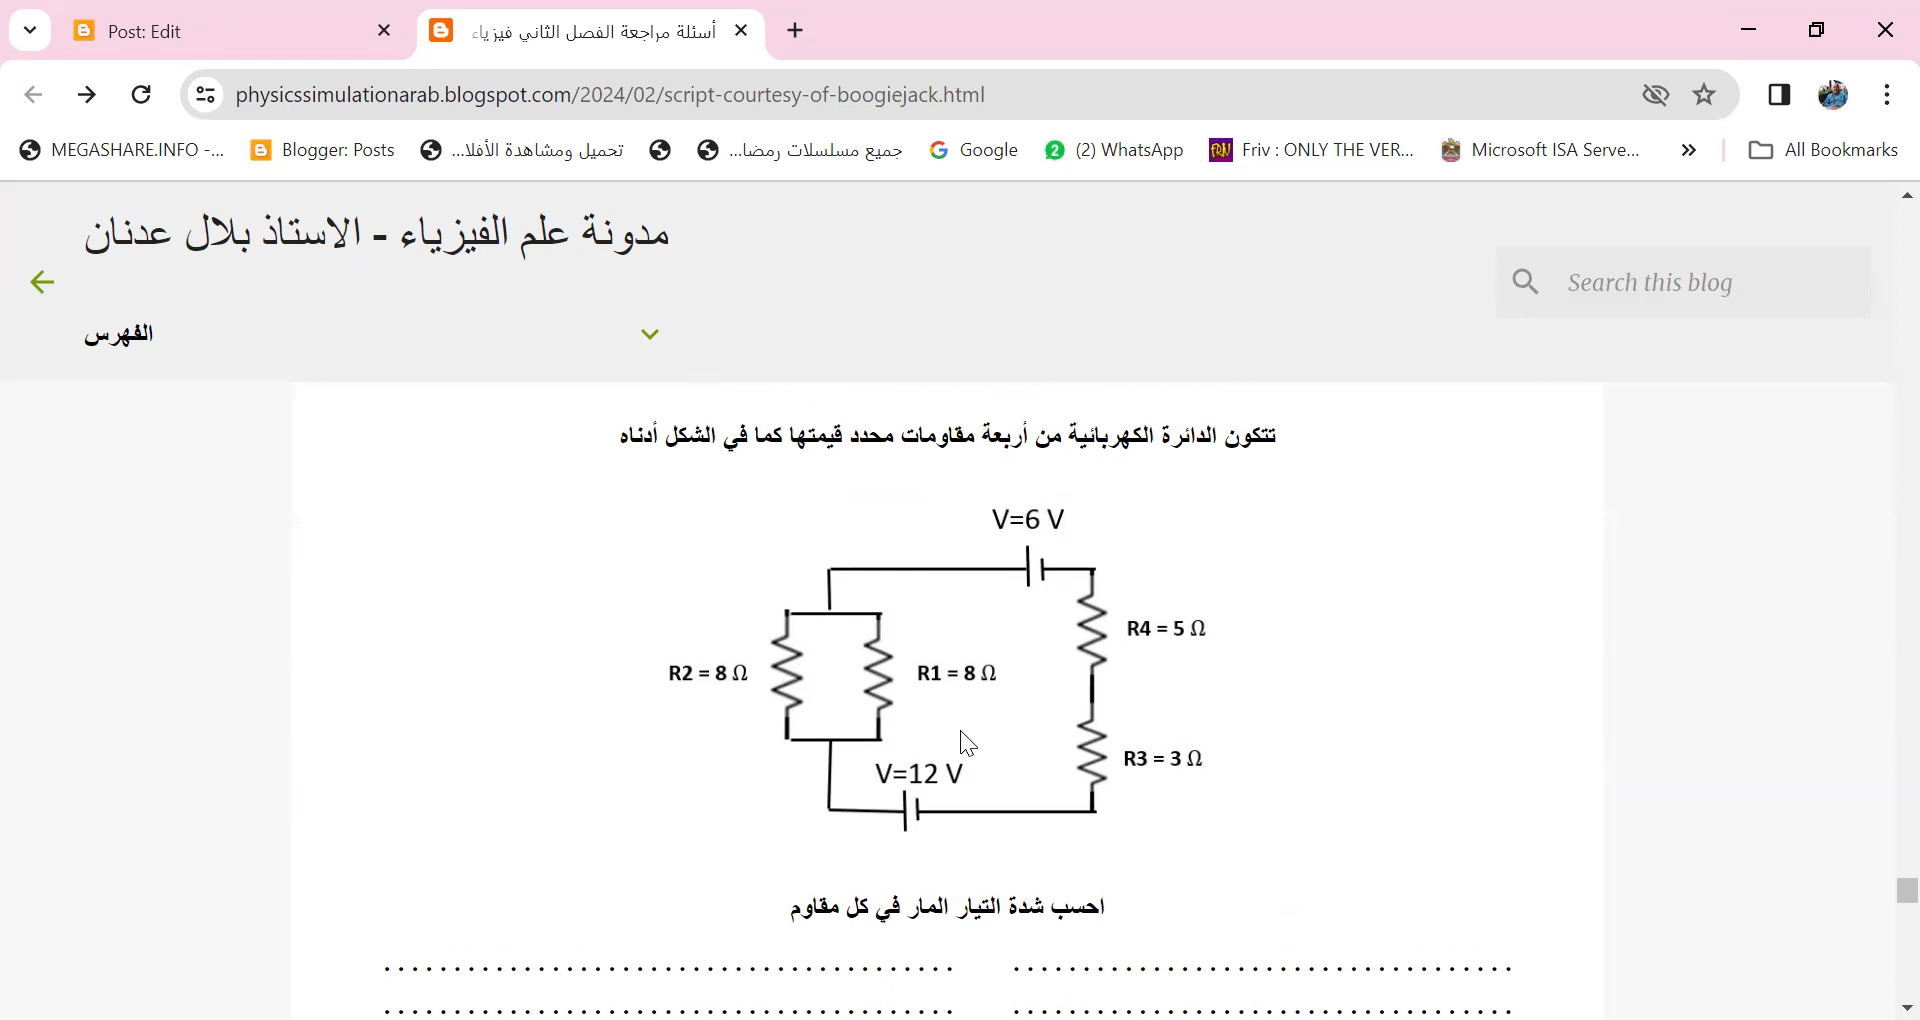 Post: Edit
أسئلة مراجعة الفصل الثاني فيزياء
physicssimulationarab.blogspot.com/2024/02/script-courtesy-of-boogiejack.html
MEGASHARE.INFO -...
Blogger: Posts
تحميل ومشاهدة الأفلا...
جميع مسلسلات رمضا...
Google
2
(2) WhatsApp
FRIV
Friv : ONLY THE VER...
Microsoft ISA Serve...
All Bookmarks
مدونة علم الفيزياء - الاستاذ بلال عدنان
Search this blog
الفهرس
تتكون الدائرة الكهربائية من أربعة مقاومات محدد قيمتها كما في الشكل أدناه
V=6 V
R4 = 5 Ω
R2 = 8 Ω
R1 = 8 Ω
R3 = 3 Ω
V=12 V
احسب شدة التيار المار في كل مقاوم